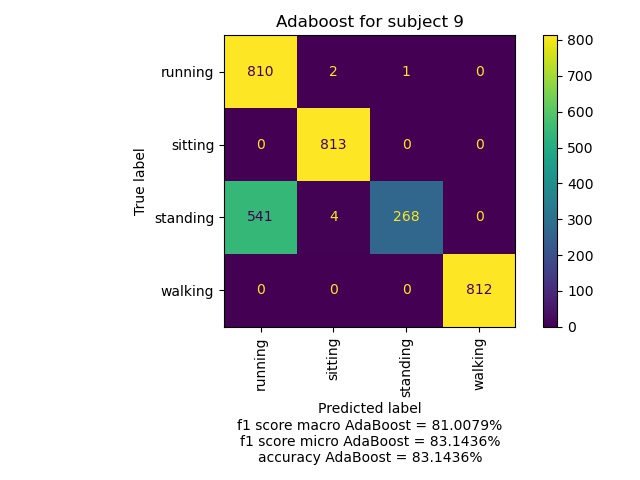 Adaboost for subject 9
running 810 2 1 0
sitting 0 813 0 0
standing 541 4 268 0
walking 0 0 0 812
running sitting standing walking
True label
Predicted label
f1 score macro AdaBoost = 81.0079%
f1 score micro AdaBoost = 83.1436%
accuracy AdaBoost = 83.1436%
800
700
600
500
400
300
200
100
0